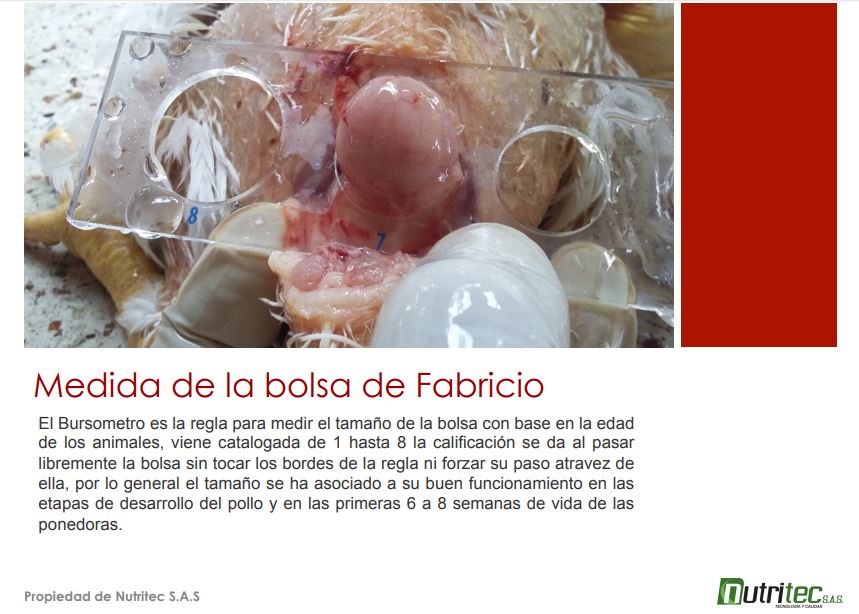 8
7
Medida de la bolsa de Fabricio
El Bursometro es la regla para medir el tamaño de la bolsa con base en la edad
de los animales, viene catalogada de 1 hasta 8 la calificación se da al pasar
libremente la bolsa sin tocar los bordes de la regla ni forzar su paso atravez de
ella, por lo general el tamaño se ha asociado a su buen funcionamiento en las
etapas de desarrollo del pollo y en las primeras 6 a 8 semanas de vida de las
ponedoras.
Propiedad de Nutritec S.A.S
nutritec S.A.S.
TECNOLOGÍA Y CALIDAD